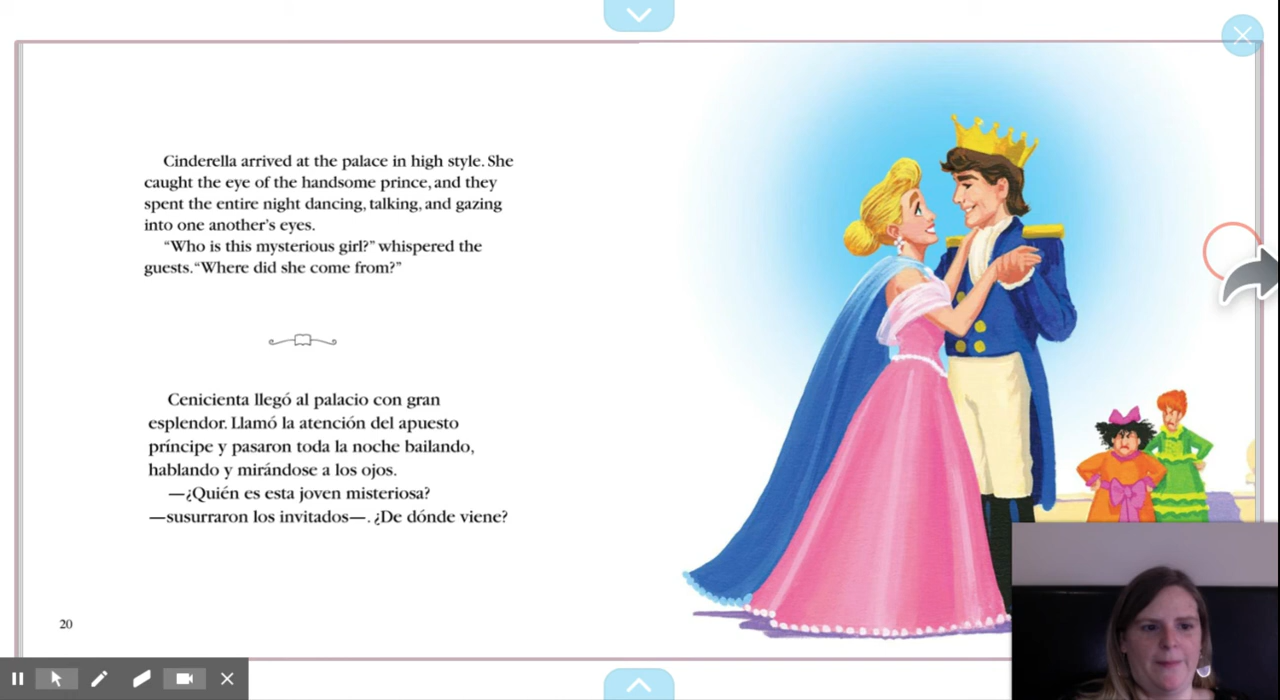 Cinderella arrived at the palace in high style. She
caught the eye of the handsome prince, and they
spent the entire night dancing, talking, and gazing
into one another's eyes.
“Who is this mysterious girl?” whispered the
guests. “Where did she come from?”
Cenicienta llegó al palacio con gran
esplendor. Llamó la atención del apuesto
príncipe y pasaron toda la noche bailando,
hablando y mirándose a los ojos.
—¿Quién es esta joven misteriosa?
—susurraron los invitados—. ¿De dónde viene?
20